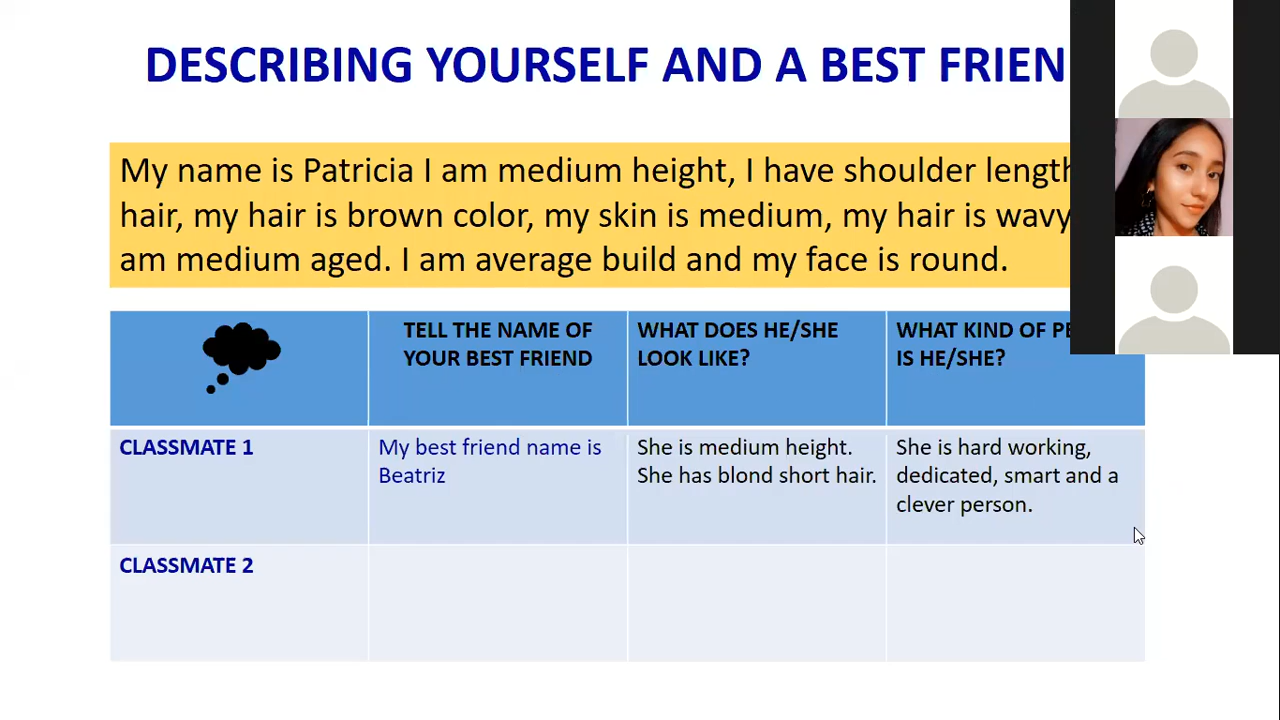 DESCRIBING YOURSELF AND A BEST FRIEN
My name is Patricia I am medium height, I have shoulder length
hair, my hair is brown color, my skin is medium, my hair is wavy
am medium aged. I am average build and my face is round.
TELL THE NAME OF
YOUR BEST FRIEND
WHAT DOES HE/SHE
LOOK LIKE?
WHAT KIND OF PE
IS HE/SHE?
CLASSMATE 1
My best friend name is
Beatriz
She is medium height.
She has blond short hair.
She is hard working,
dedicated, smart and a
clever person.
CLASSMATE 2